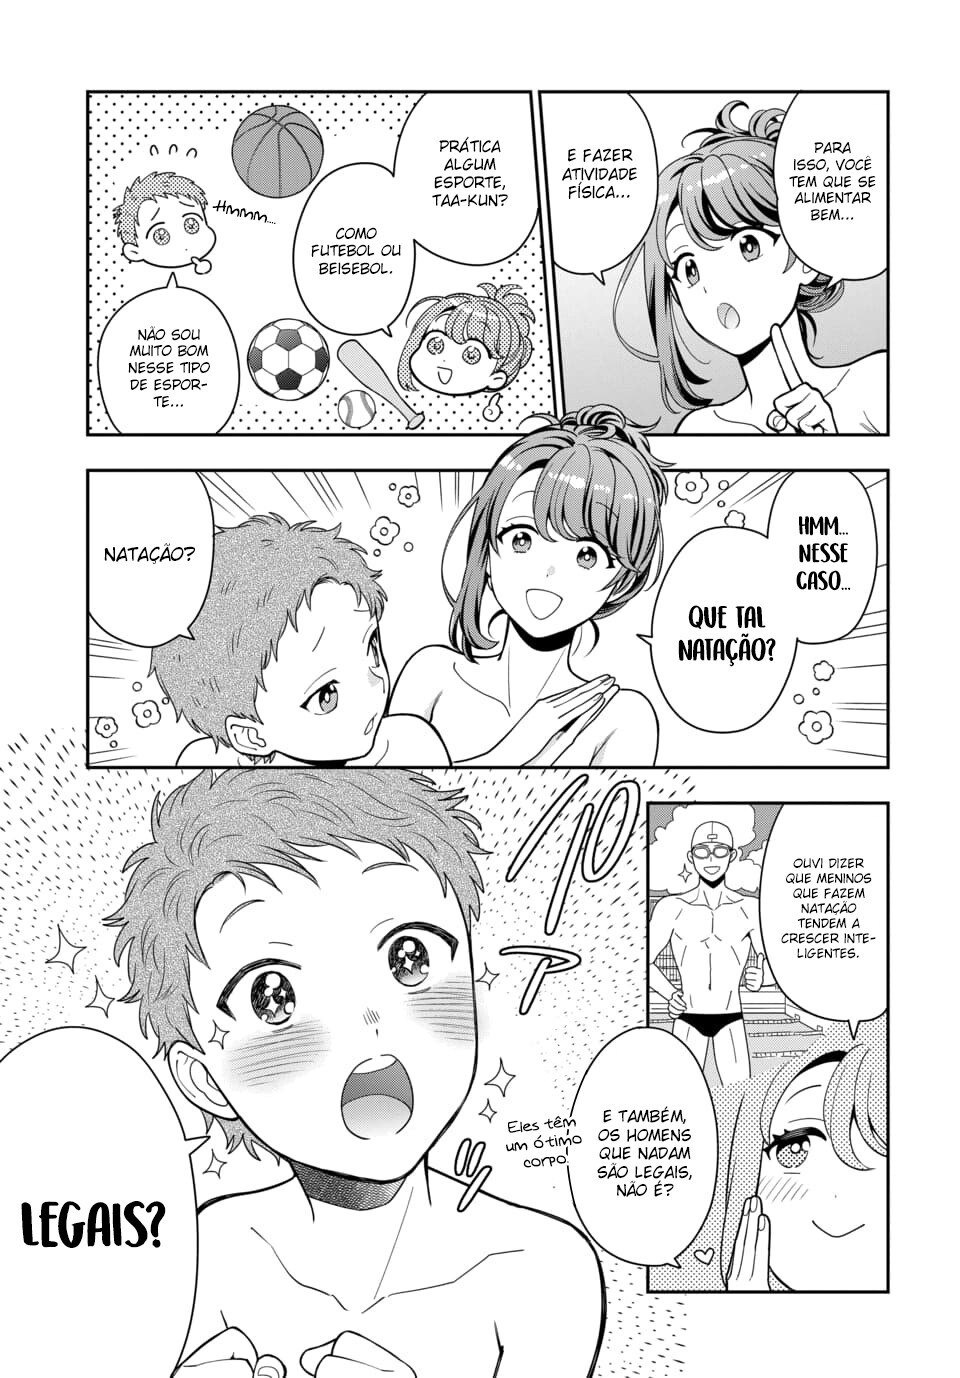 PARA
ISSO, VOCÊ
TEM QUE SE
ALIMENTAR
BEM...
E FAZER
ATIVIDADE
FÍSICA...
PRÁTICA
ALGUM
ESPORTE,
TAA-KUN?
COMO
FUTEBOL OU
BEISEBOL.
HMMM....
NÃO SOU
MUITO BOM
NESSE TIPO
DE ESPOR-
TE...
HMM...
NESSE
CASO...
QUE TAL
NATAÇÃO?
NATAÇÃO?
OUVI DIZER
QUE MENINOS
QUE FAZEM
NATAÇÃO
TENDEM A
CRESCER INTE-
LIGENTES.
E TAMBÉM,
OS HOMENS
QUE NADAM
SÃO LEGAIS,
NÃO É?
Eles têm
um ótimo
corpo!
パァ
LEGAIS?